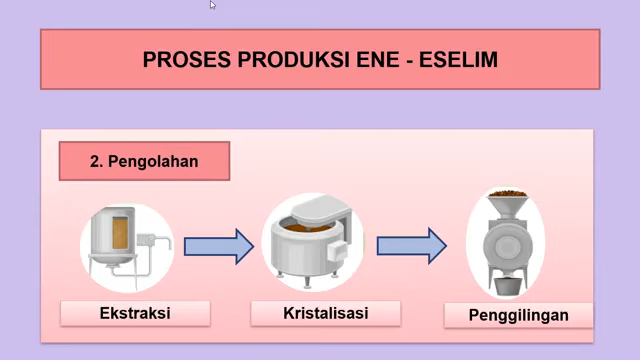 PROSES PRODUKSI ENE - ESELIM
2. Pengolahan
Ekstraksi
Kristalisasi
Penggilingan